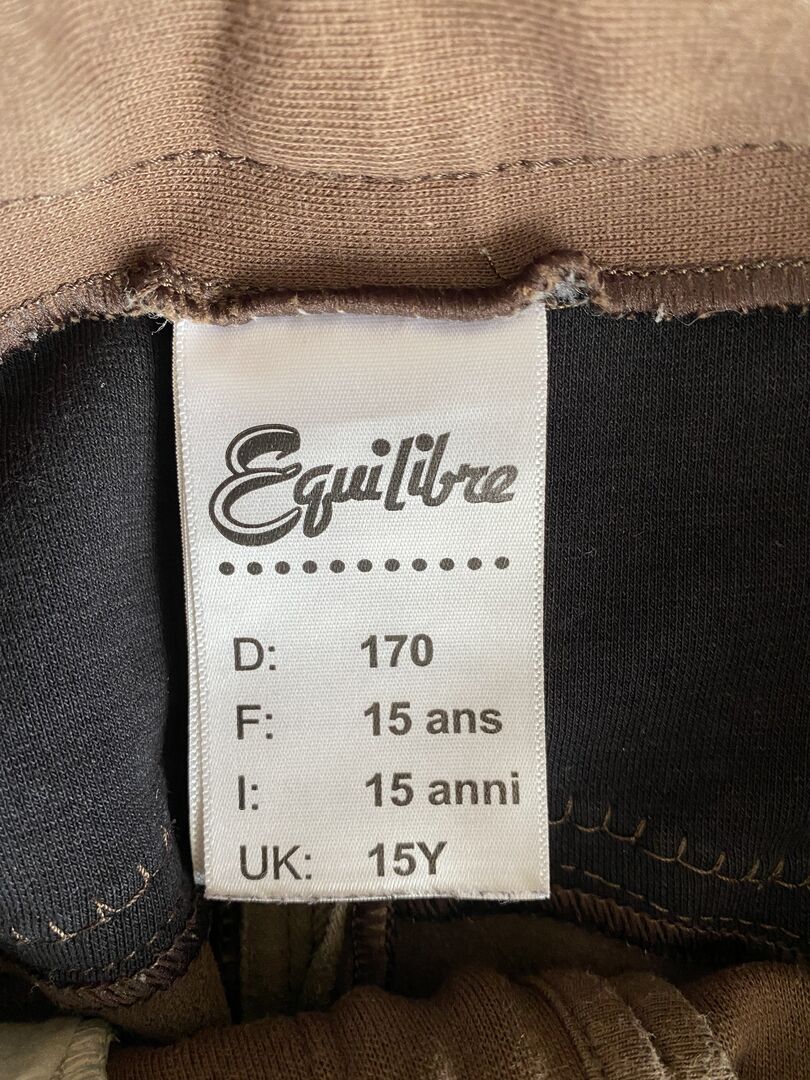 Equilibre
D: 170
F: 15 ans
I: 15 anni
UK: 15Y